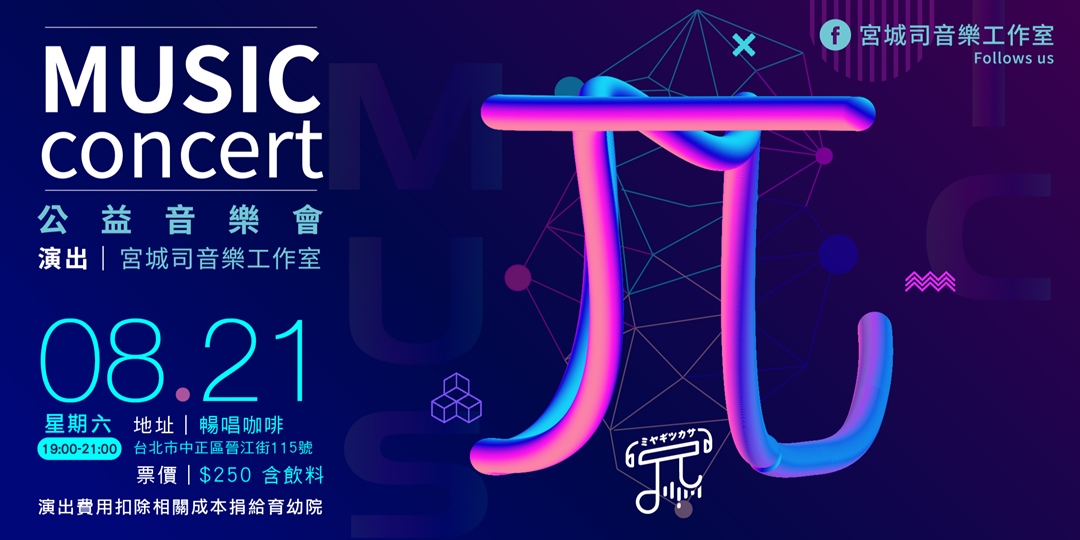 MUSIC
concert
公益音樂會
演出｜宮城司音樂工作室
08.21
星期六
19:00-21:00
地址｜暢唱咖啡
台北市中正區晉江街115號
票價｜$250 含飲料
演出費用扣除相關成本捐給育幼院
f 宮城司音樂工作室
Follows us
M
U
S
I
C
π
ミヤギツカサ